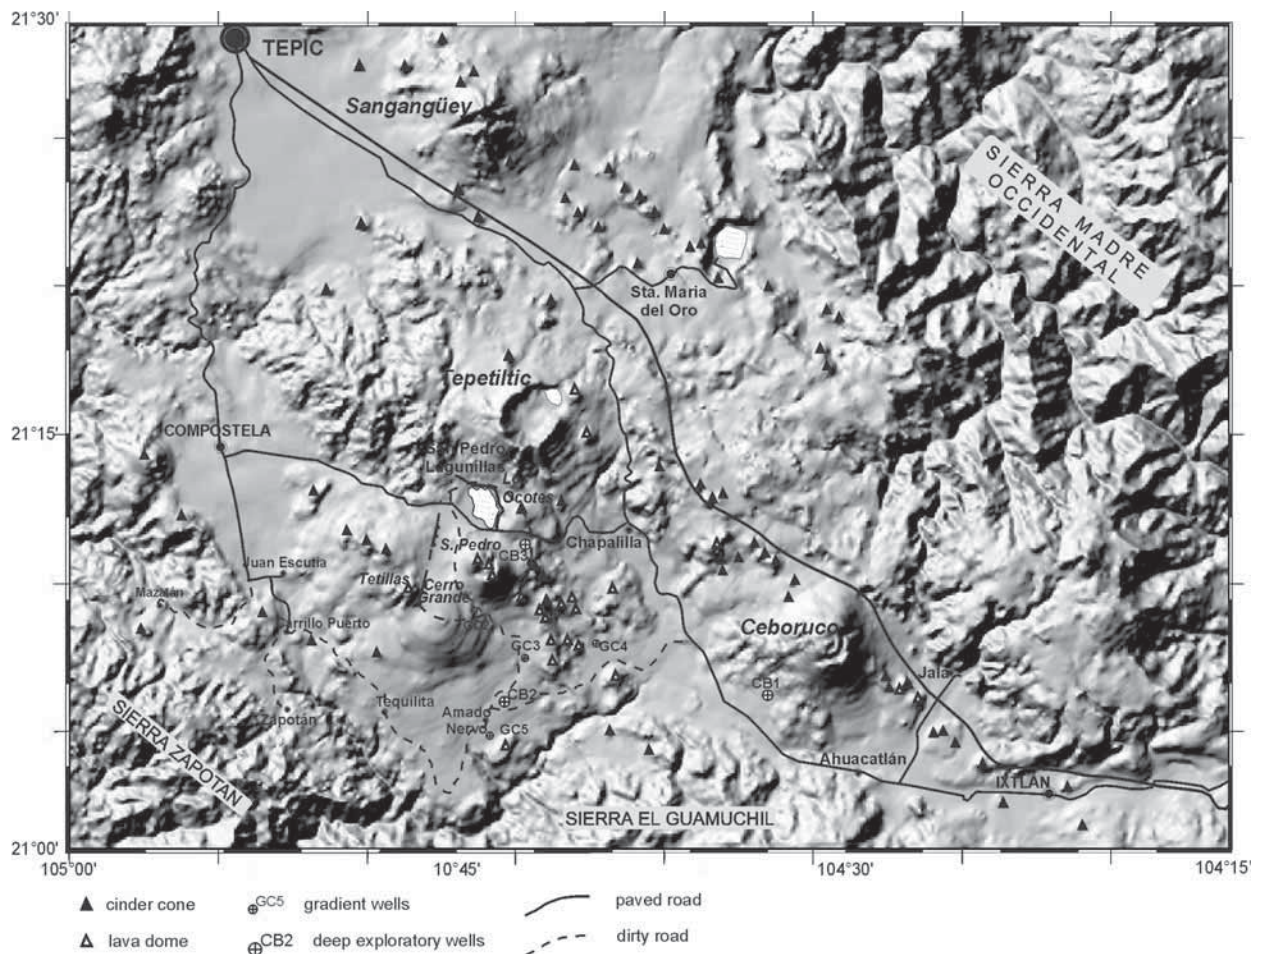 21°30'
TEPIC
Sangangüey
SIERRA MADRE
OCCIDENTAL
Sta. Maria
del Oro
Tepetiltic
21°15'
COMPOSTELA
San Pedro
Lagunillas
Ocotes
S. Pedro
CB3
Chapalilla
Juan Escutia
Tetillas
Cerro
Grande
Mazatán
Carrillo Puerto
Ceboruco
GC3
GC4
Jala
CB1
CB2
Tequilita
Amado
Nervo
GC5
Zapotán
SIERRA ZAPOTAN
Ahuacatlán
IXTLAN
SIERRA EL GUAMUCHIL
21°00'
105°00'
10°45'
104°30'
104°15'
cinder cone
GC5
gradient wells
paved road
lava dome
CB2
deep exploratory wells
dirty road